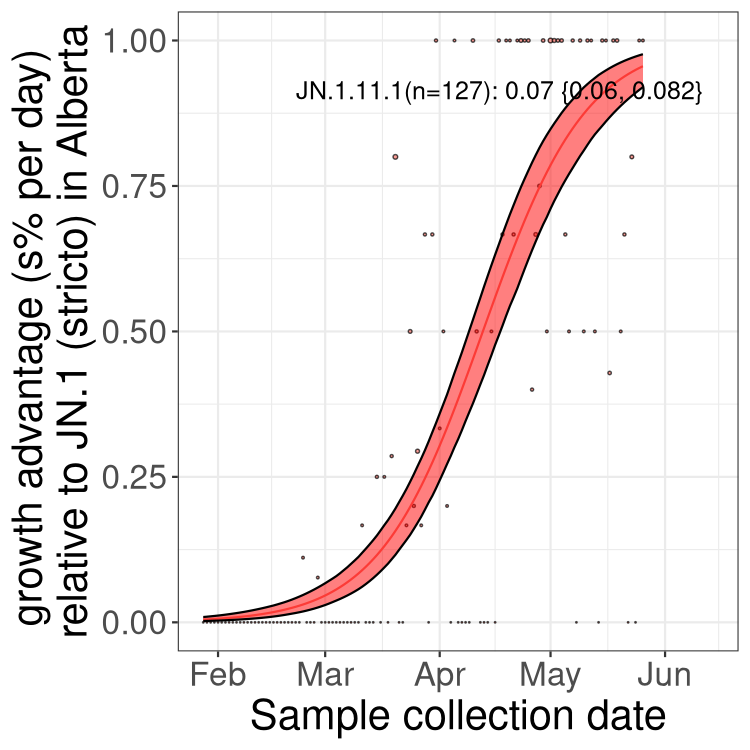 growth advantage (s% per day)
relative to JN.1 (stricto) in Alberta
1.00
0.75
0.50
0.25
0.00
JN.1.11.1(n=127): 0.07 {0.06, 0.082}
Feb Mar Apr May Jun
Sample collection date